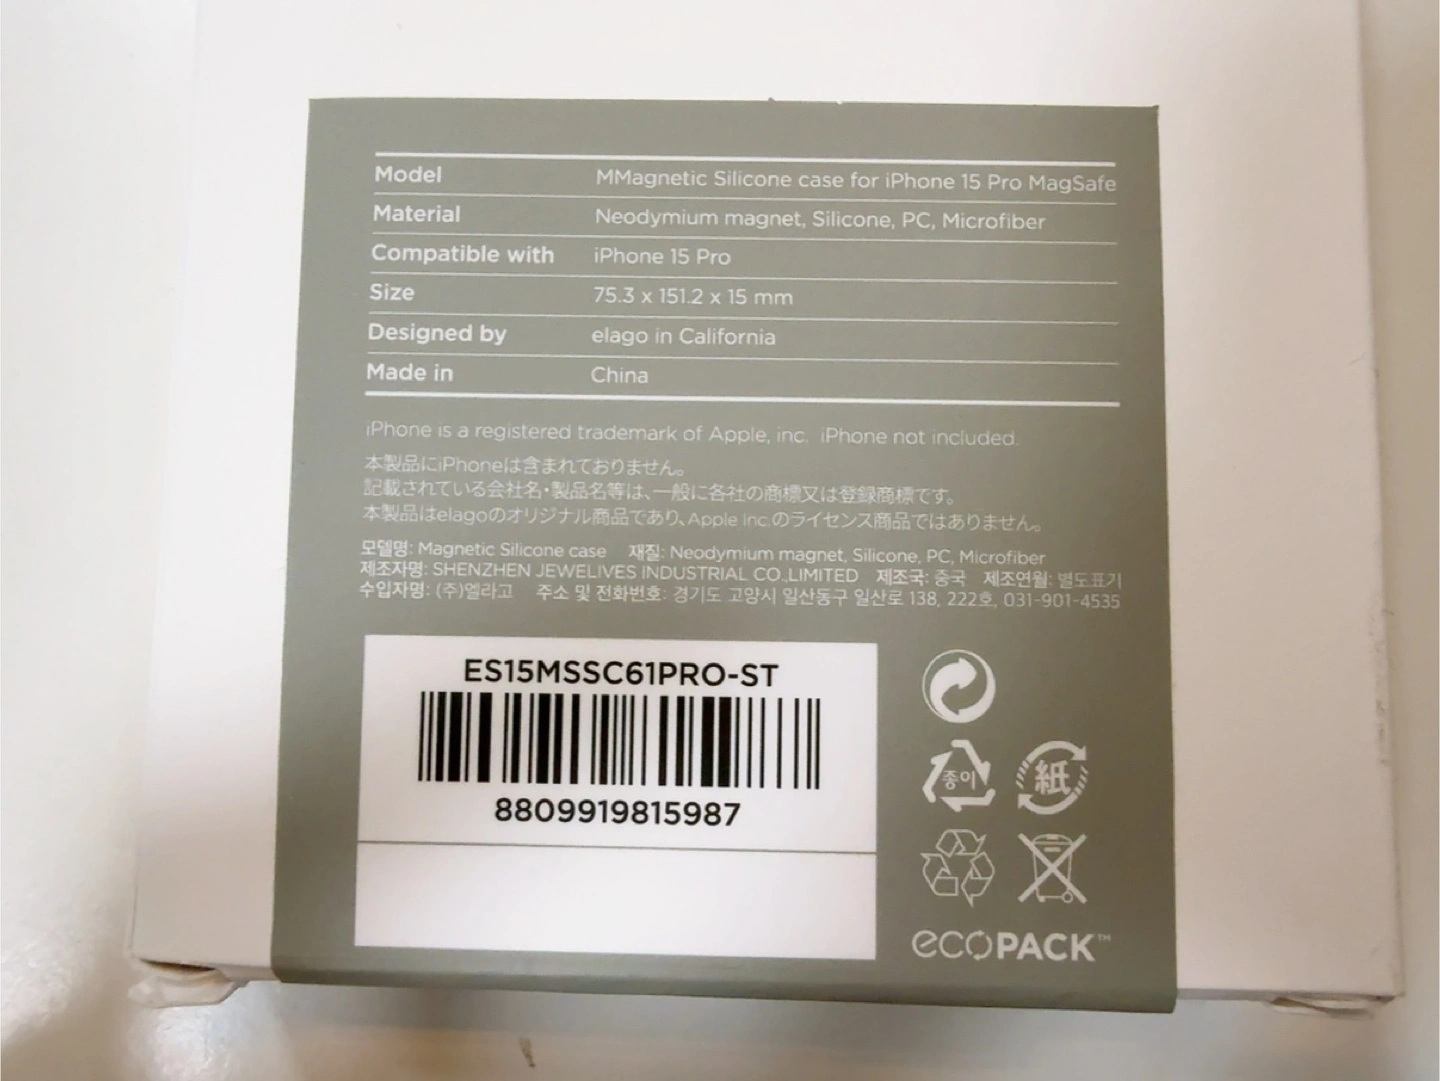 Model MMagnetic Silicone case for iPhone 15 Pro MagSafe
Material Neodymium magnet, Silicone, PC, Microfiber
Compatible with iPhone 15 Pro
Size 75.3 x 151.2 x 15 mm
Designed by elago in California
Made in China
iPhone is a registered trademark of Apple, inc. iPhone not included.
本製品にiPhoneは含まれておりません。
記載されている会社名・製品名等は、一般に各社の商標又は登録商標です。
本製品はelagoのオリジナル商品であり、Apple Inc.のライセンス商品ではありません。
모델명: Magnetic Silicone case 재질: Neodymium magnet, Silicone, PC, Microfiber
제조자명: SHENZHEN JEWELIVES INDUSTRIAL CO.,LIMITED 제조국: 중국 제조연월: 별도표기
수입자명: (주)엘라고 주소 및 전화번호: 경기도 고양시 일산동구 일산로 138, 222호, 031-901-4535
ES15MSSC61PRO-ST
8809919815987
종이 紙
ecoPACK™